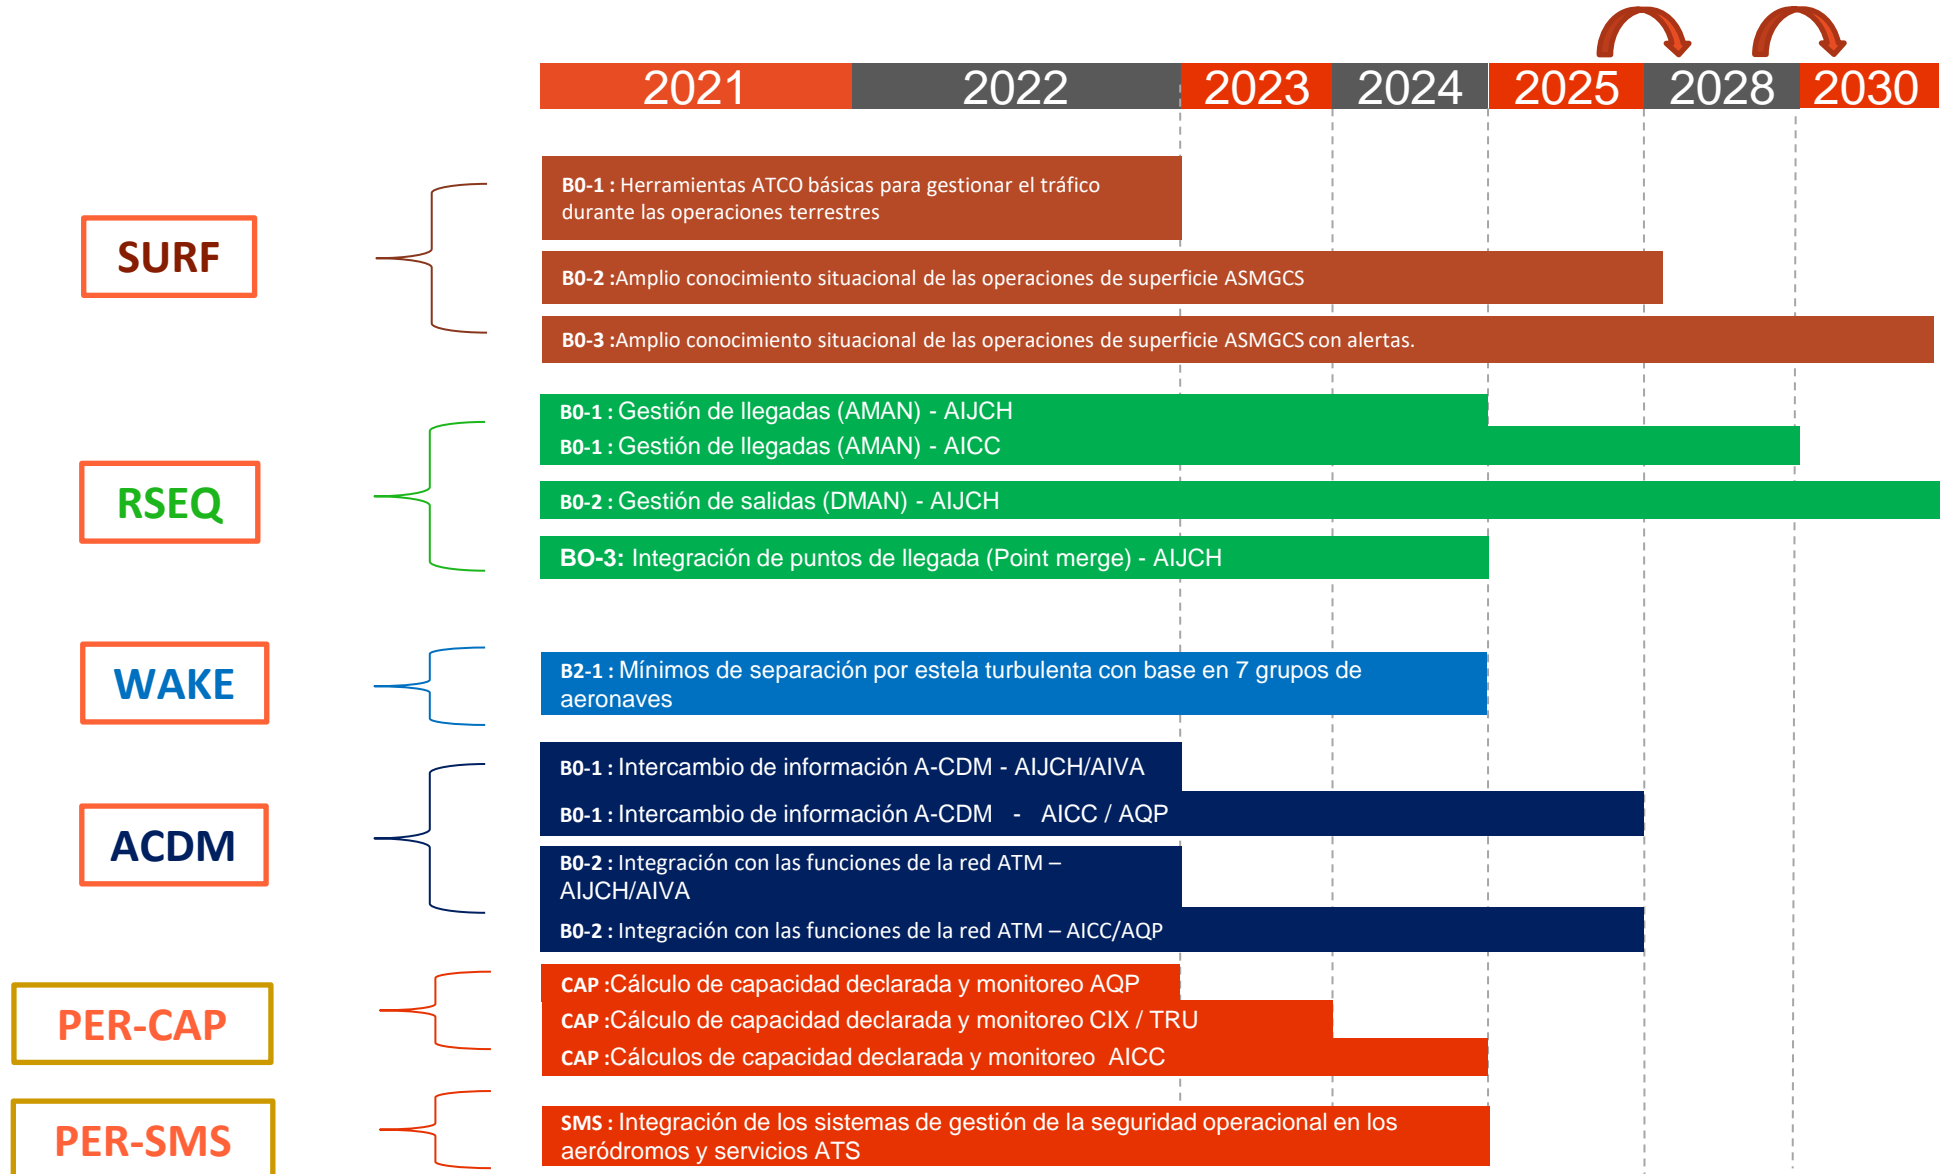 2021 2022 2023 2024 2025 2028 2030
SURF
B0-1 : Herramientas ATCO básicas para gestionar el tráfico
durante las operaciones terrestres
B0-2 :Amplio conocimiento situacional de las operaciones de superficie ASMGCS
B0-3 :Amplio conocimiento situacional de las operaciones de superficie ASMGCS con alertas.
RSEQ
B0-1 : Gestión de llegadas (AMAN) - AIJCH
B0-1 : Gestión de llegadas (AMAN) - AICC
B0-2 : Gestión de salidas (DMAN) - AIJCH
BO-3: Integración de puntos de llegada (Point merge) - AIJCH
WAKE
B2-1 : Mínimos de separación por estela turbulenta con base en 7 grupos de
aeronaves
ACDM
B0-1 : Intercambio de información A-CDM - AIJCH/AIVA
B0-1 : Intercambio de información A-CDM - AICC / AQP
B0-2 : Integración con las funciones de la red ATM –
AIJCH/AIVA
B0-2 : Integración con las funciones de la red ATM – AICC/AQP
PER-CAP
CAP :Cálculo de capacidad declarada y monitoreo AQP
CAP :Cálculo de capacidad declarada y monitoreo CIX / TRU
CAP :Cálculos de capacidad declarada y monitoreo AICC
PER-SMS
SMS : Integración de los sistemas de gestión de la seguridad operacional en los
aeródromos y servicios ATS